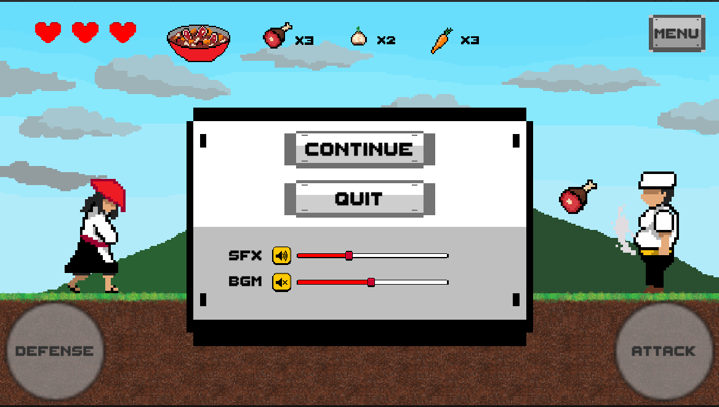 X3 X2 X3 MENU
CONTINUE
QUIT
SFX
BGM
DEFENSE ATTACK